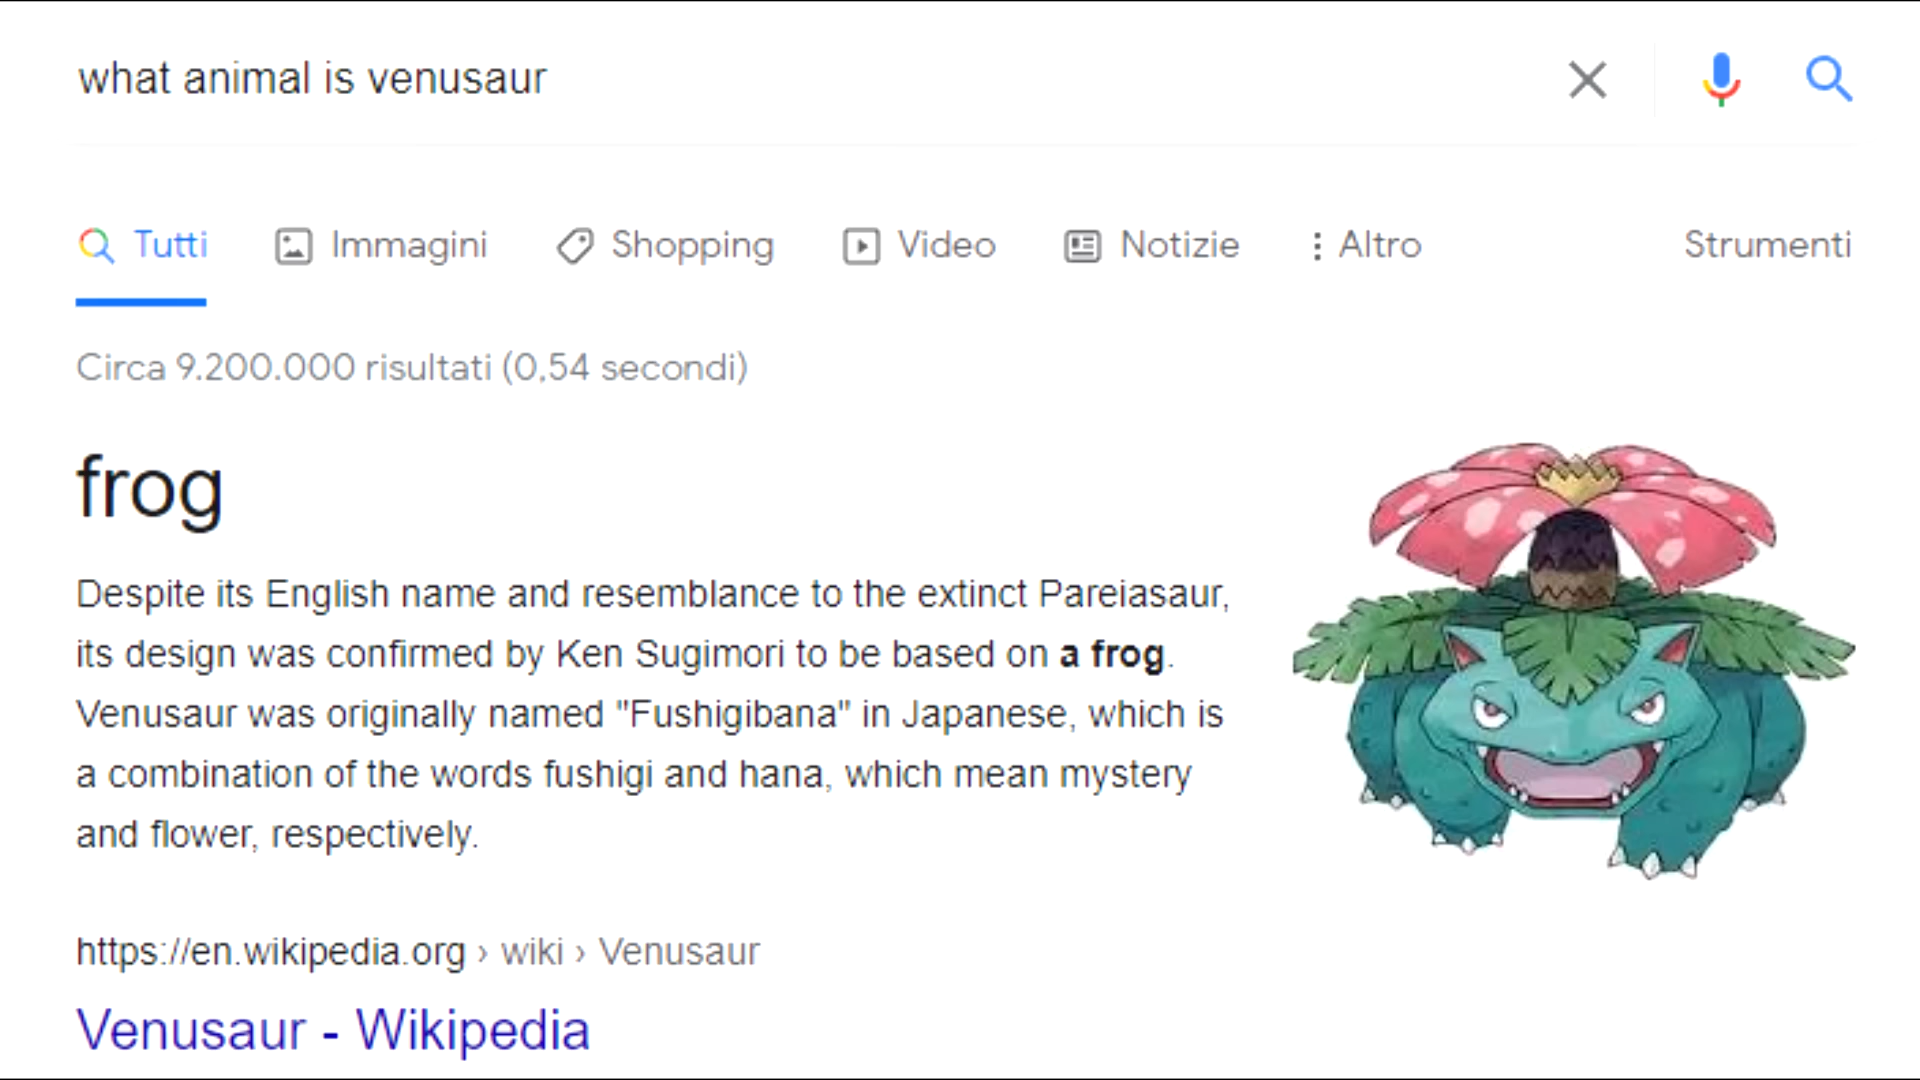 what animal is venusaur
Tutti Immagini Shopping Video Notizie Altro Strumenti
Circa 9.200.000 risultati (0,54 secondi)
frog
Despite its English name and resemblance to the extinct Pareiasaur,
its design was confirmed by Ken Sugimori to be based on a frog.
Venusaur was originally named "Fushigibana" in Japanese, which is
a combination of the words fushigi and hana, which mean mystery
and flower, respectively.
https://en.wikipedia.org › wiki › Venusaur
Venusaur - Wikipedia